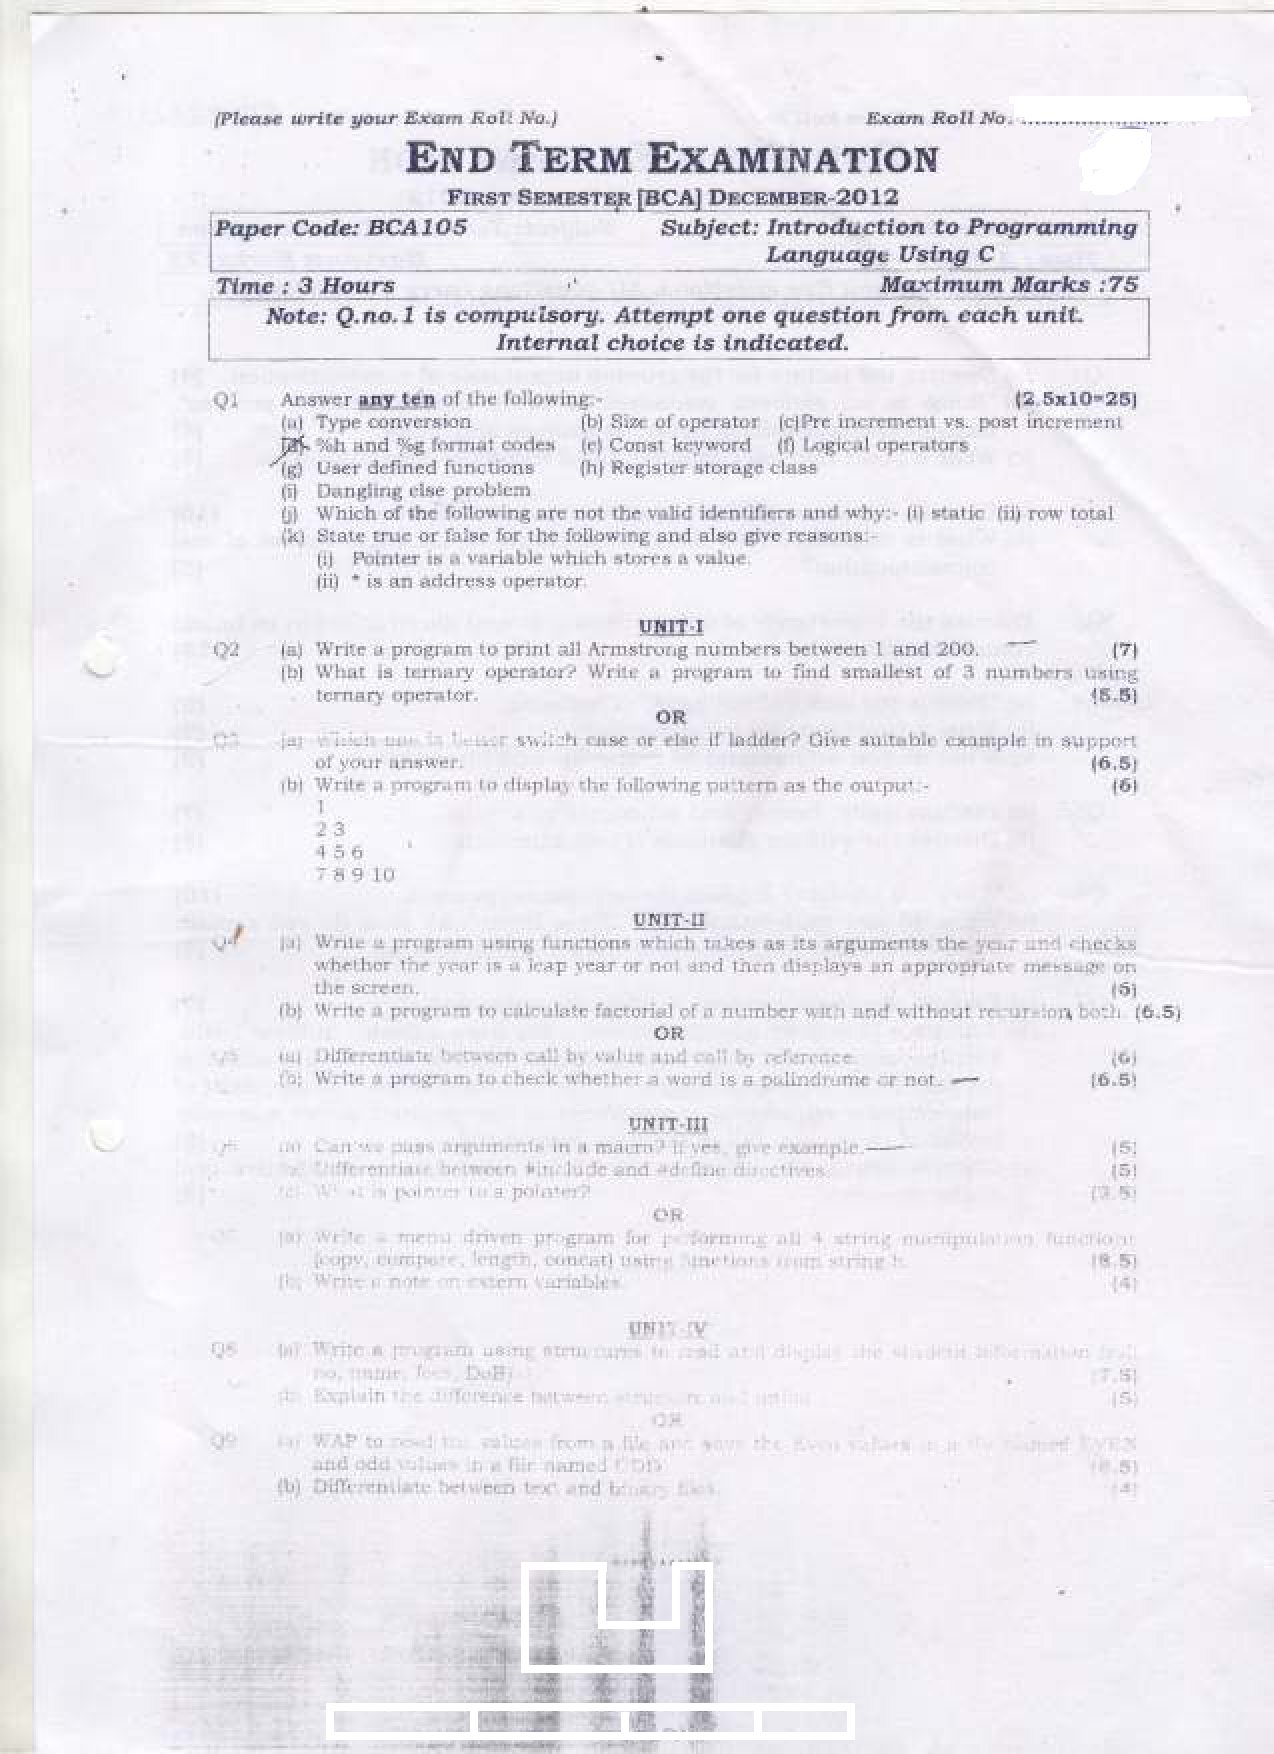 (Please write your Exam Roll No.) Exam Roll No. ........................
END TERM EXAMINATION
FIRST SEMESTER [BCA] DECEMBER-2012
Paper Code: BCA105 Subject: Introduction to Programming
Language Using C
Time : 3 Hours Maximum Marks :75
Note: Q.no.1 is compulsory. Attempt one question from each unit.
Internal choice is indicated.
Q1 Answer any ten of the following:- (2.5x10=25)
(a) Type conversion (b) Size of operator (c)Pre increment vs. post increment
%h and %g format codes (e) Const keyword (f) Logical operators
(g) User defined functions (h) Register storage class
(i) Dangling else problem
(j) Which of the following are not the valid identifiers and why:- (i) static (ii) row total
(k) State true or false for the following and also give reasons:-
(i) Pointer is a variable which stores a value.
(ii) * is an address operator.
UNIT-I
Q2 (a) Write a program to print all Armstrong numbers between 1 and 200. (7)
(b) What is ternary operator? Write a program to find smallest of 3 numbers using
ternary operator. (5.5)
OR
Q3 (a) Which one is better switch case or else if ladder? Give suitable example in support
of your answer. (6.5)
(b) Write a program to display the following pattern as the output:- (6)
1
2 3
4 5 6
7 8 9 10
UNIT-II
Q4 (a) Write a program using functions which takes as its arguments the year and checks
whether the year is a leap year or not and then displays an appropriate message on
the screen. (6)
(b) Write a program to calculate factorial of a number with and without recursion both. (6.5)
OR
Q5 (a) Differentiate between call by value and call by reference. (6)
(b) Write a program to check whether a word is a palindrome or not. (6.5)
UNIT-III
Q6 (a) Can we pass arguments in a macro? If yes, give example. (5)
Differentiate between #include and #define directives. (5)
(c) What is pointer to a pointer? (2.5)
OR
(a) Write a menu driven program for performing all 4 string manipulation functions
(copy, compare, length, concat) using functions from string.h. (8.5)
(b) Write a note on extern variables. (4)
UNIT-IV
Q8 (a) Write a program using structures to read and display the student information (roll
no, name, fees, DoB) (7.5)
(b) Explain the difference between structure and union. (5)
OR
Q9 (a) WAP to read the values from a file and save the Even values in a file named EVEN
and odd values in a file named ODD. (8.5)
(b) Differentiate between text and binary files. (4)